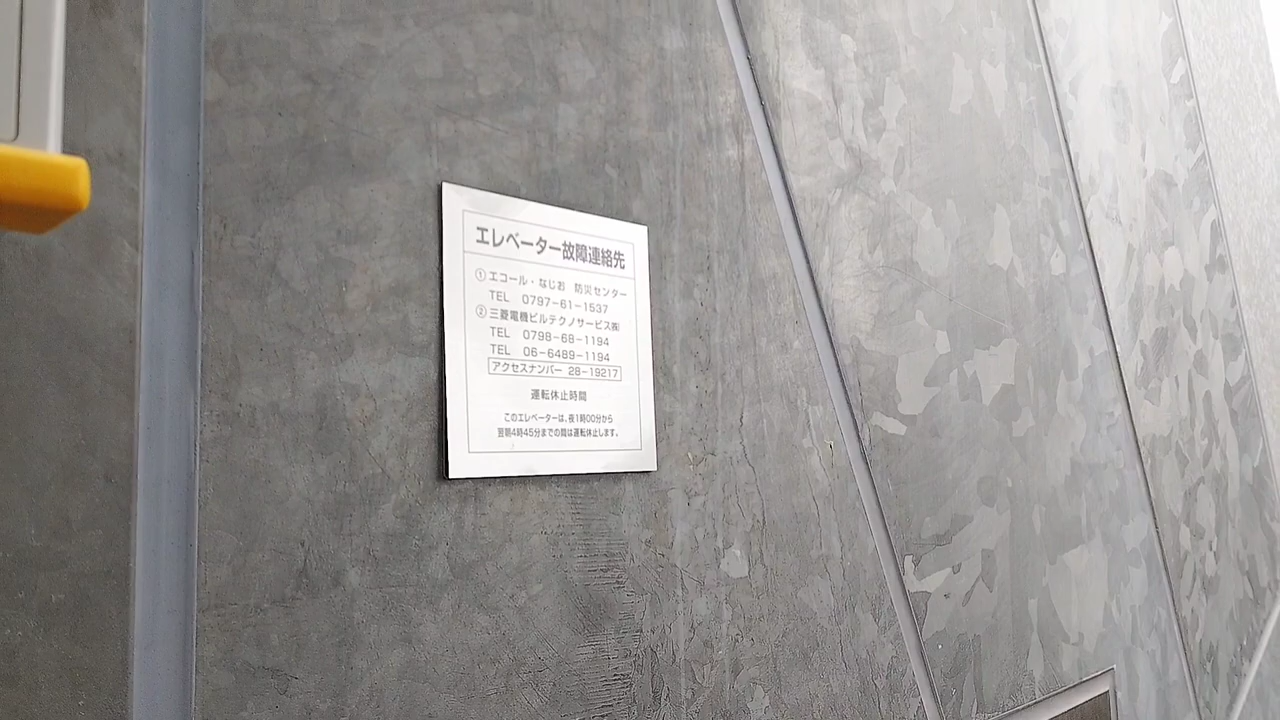 エレベーター故障連絡先
①エコール・なじお 防災センター
TEL 0797-61-1537
②三菱電機ビルテクノサービス㈱
TEL 0798-68-1194
TEL 06-6489-1194
アクセスナンバー 28-19217
運転休止時間
このエレベーターは、夜1時00分から
翌朝4時45分までの間は運転休止します。